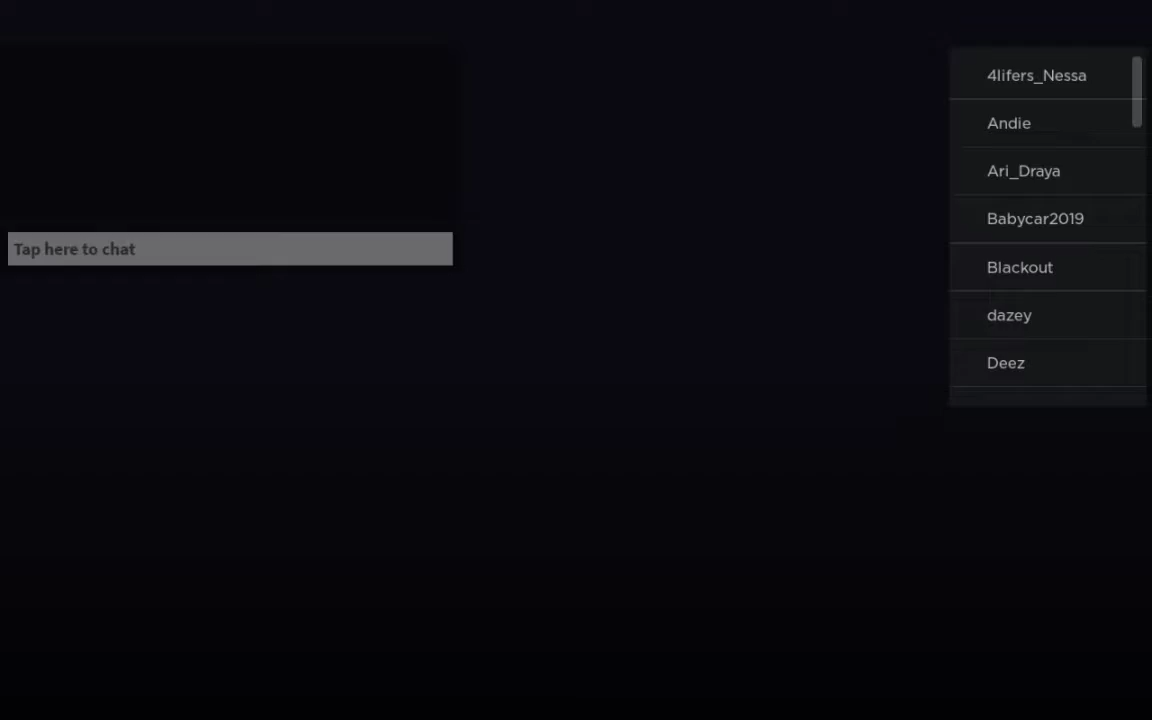 4lifers_Nessa
Andie
Ari_Draya
Babycar2019
Tap here to chat
Blackout
dazey
Deez